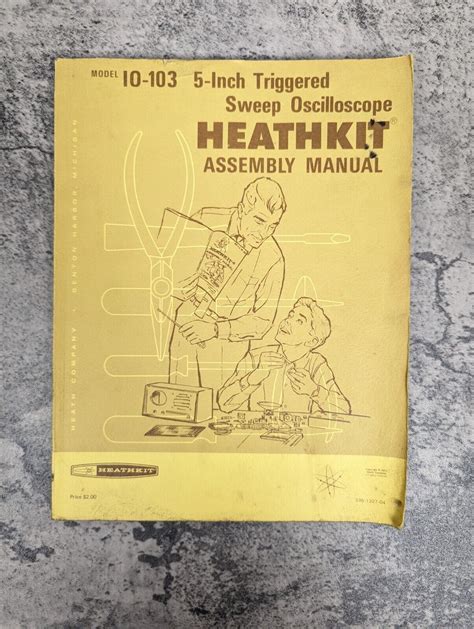 MODEL IO-103 5-Inch Triggered
Sweep Oscilloscope
HEATHKIT®
ASSEMBLY MANUAL
HEATH COMPANY • BENTON HARBOR, MICHIGAN
HEATHKIT
HEATHKIT
Price $2.00